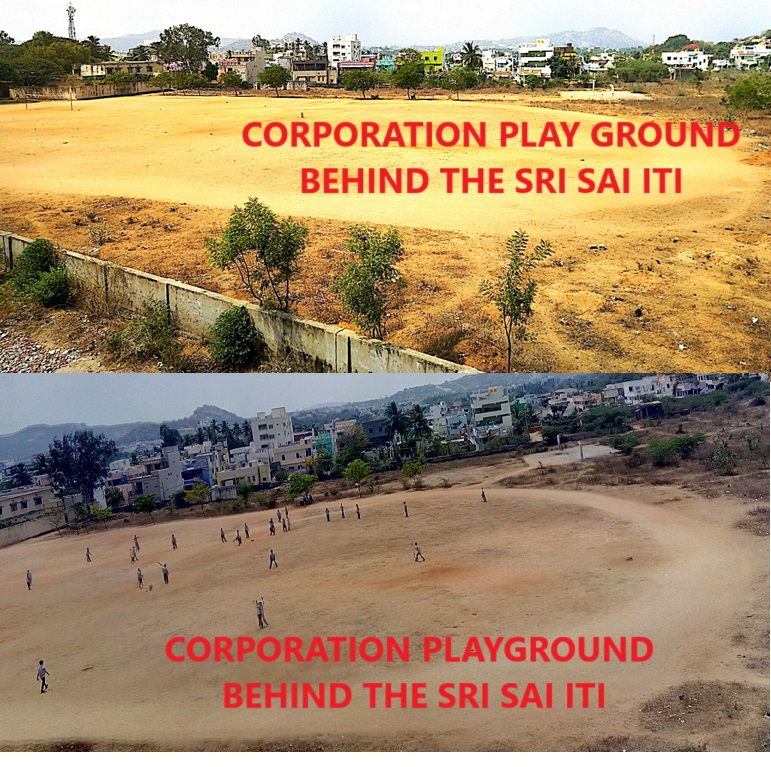 CORPORATION PLAY GROUND
BEHIND THE SRI SAI ITI
CORPORATION PLAYGROUND
BEHIND THE SRI SAI ITI